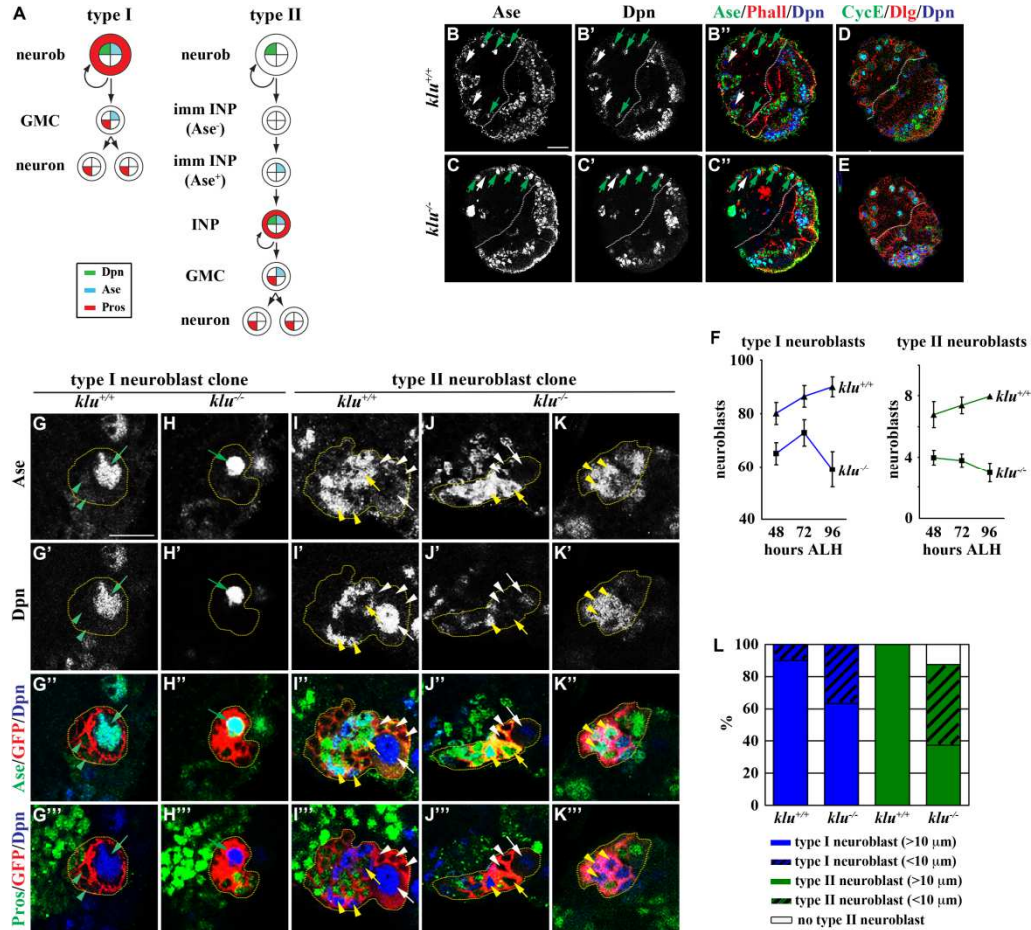 A
type I
type II
neurob
GMC
neuron
neurob
imm INP
(Ase-)
imm INP
(Ase+)
INP
GMC
neuron
Dpn
Ase
Pros
Ase
Dpn
Ase/Phall/Dpn
CycE/Dlg/Dpn
klu+/+
B
B'
B''
D
klu-/-
C
C'
C''
E
F
type I neuroblasts
type II neuroblasts
neuroblasts
100
80
60
40
klu+/+
klu-/-
48 72 96
hours ALH
neuroblasts
8
4
0
klu+/+
klu-/-
48 72 96
hours ALH
type I neuroblast clone
type II neuroblast clone
klu+/+
klu-/-
klu+/+
klu-/-
Ase
G
H
I
J
K
Dpn
G'
H'
I'
J'
K'
Ase/GFP/Dpn
G''
H''
I''
J''
K''
Pros/GFP/Dpn
G'''
H'''
I'''
J'''
K'''
L
%
100
80
60
40
20
0
klu+/+ klu-/- klu+/+ klu-/-
type I neuroblast (>10 μm)
type I neuroblast (<10 μm)
type II neuroblast (>10 μm)
type II neuroblast (<10 μm)
no type II neuroblast